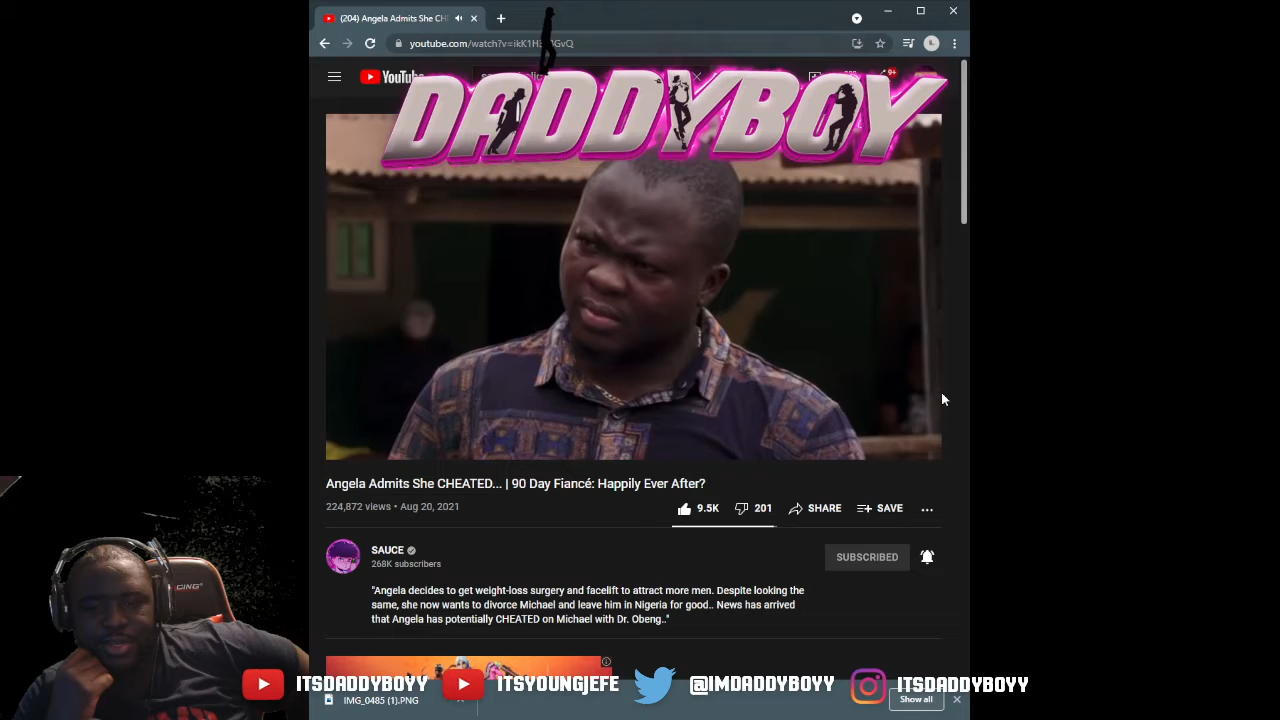 (204) Angela Admits She CH
youtube.com/watch?v=ikK1H
GvQ
YouTube
9+
DADDYBOY
Angela Admits She CHEATED... | 90 Day Fiancé: Happily Ever After?
224,872 views • Aug 20, 2021
9.5K
201
SHARE
SAVE
SAUCE
268K subscribers
SUBSCRIBED
"Angela decides to get weight-loss surgery and facelift to attract more men. Despite looking the
same, she now wants to divorce Michael and leave him in Nigeria for good.. News has arrived
that Angela has potentially CHEATED on Michael with Dr. Obeng.."
ITSDADDYBOYY
ITSYOUNGJEFE
@IMDADDYBOYY
ITSDADDYBOYY
IMG_0485 (1).PNG
Show all